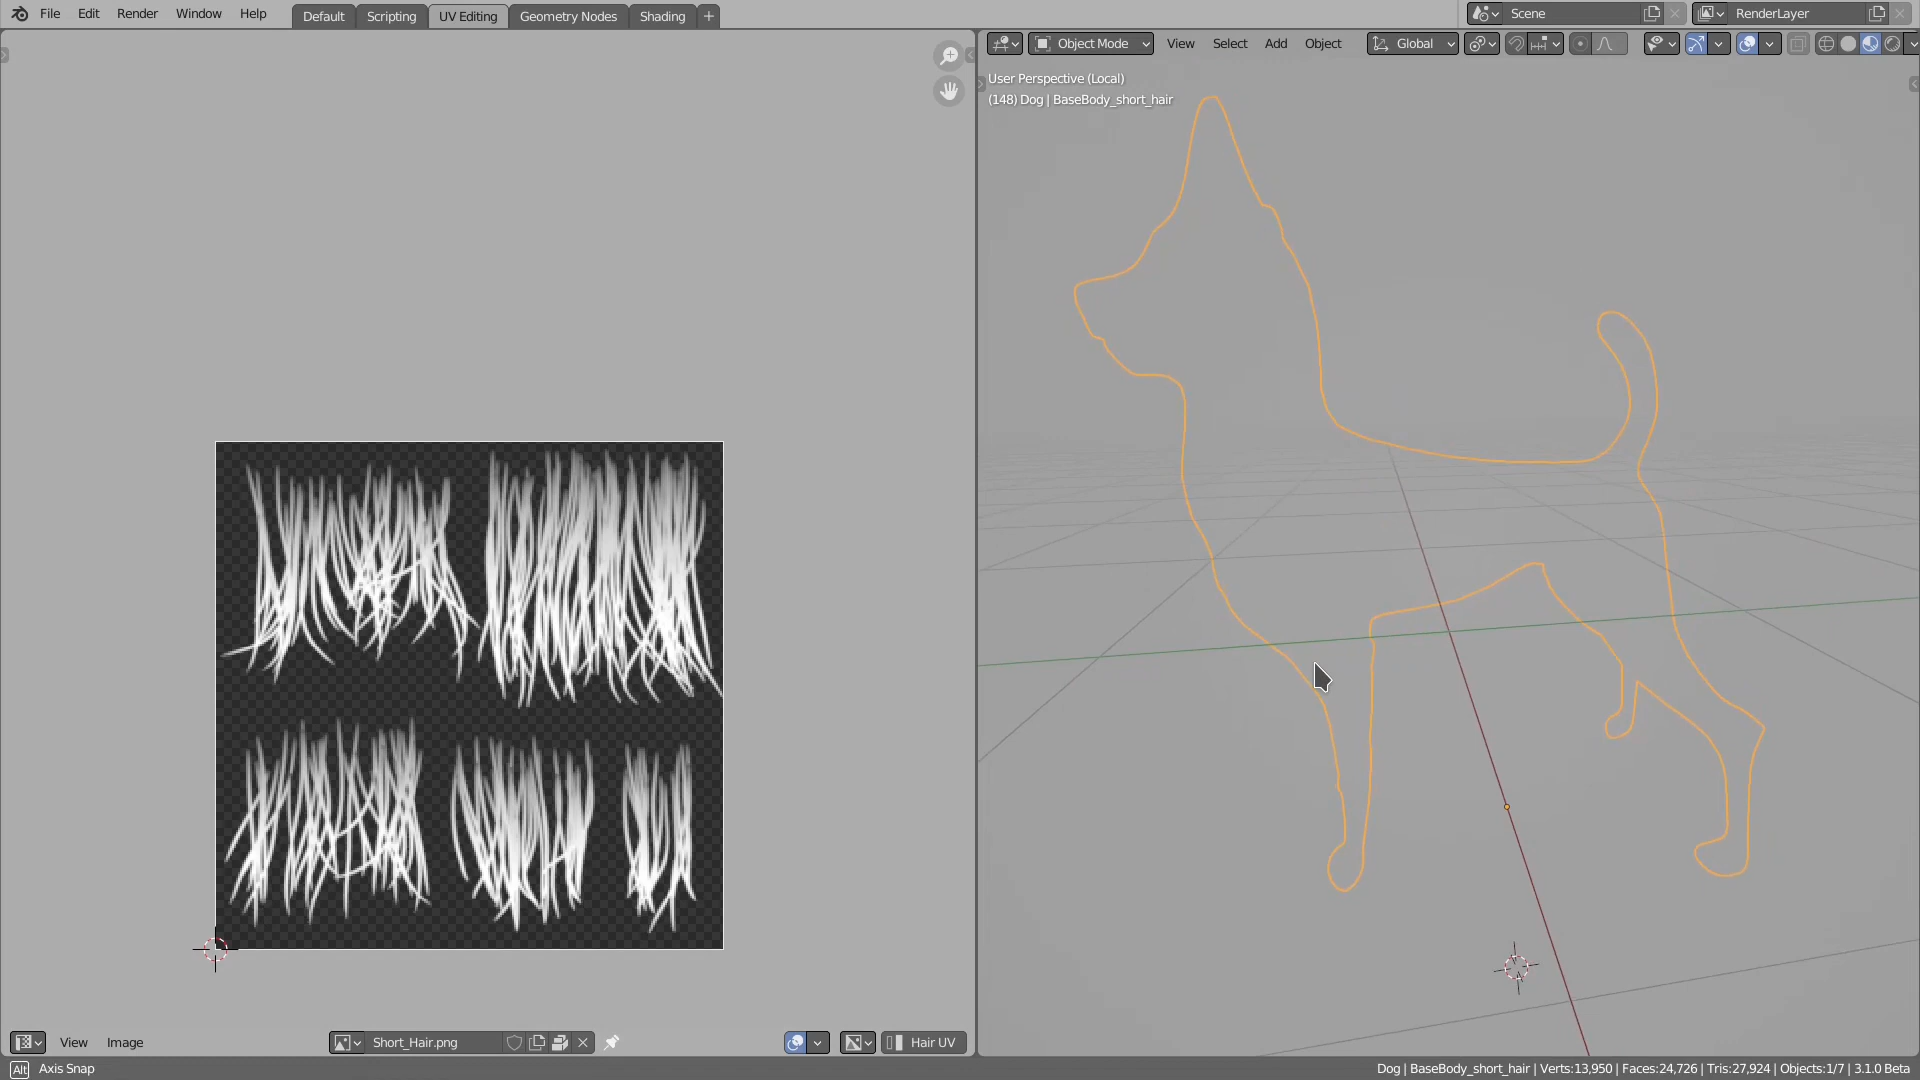 File Edit Render Window Help Default Scripting UV Editing Geometry Nodes Shading + Scene RenderLayer
Object Mode View Select Add Object Global
User Perspective (Local)
(148) Dog | BaseBody_short_hair
View Image Short_Hair.png Hair UV
Alt Axis Snap Dog | BaseBody_short_hair | Verts:13,950 | Faces:24,726 | Tris:27,924 | Objects:1/7 | 3.1.0 Beta